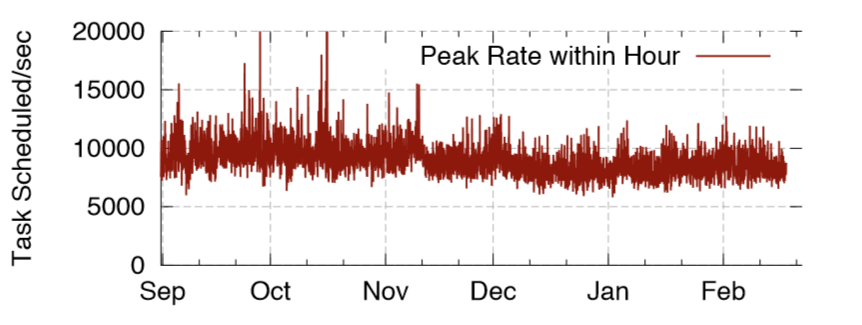 Task Scheduled/sec
20000
15000
10000
5000
0
Peak Rate within Hour
Sep Oct Nov Dec Jan Feb